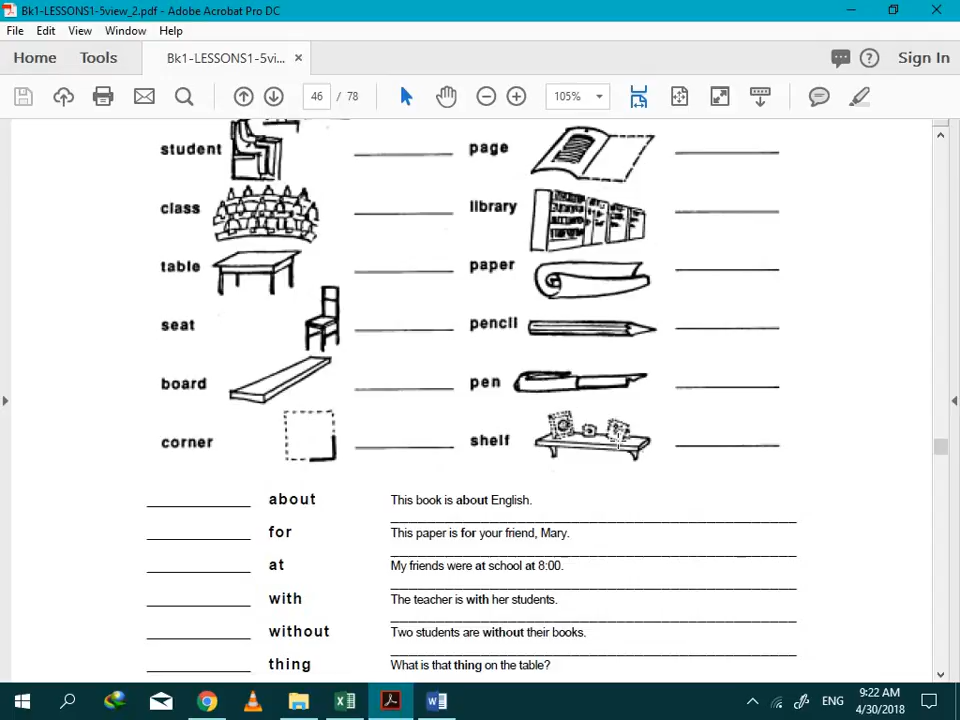 Bk1-LESSONS1-5view_2.pdf - Adobe Acrobat Pro DC
File Edit View Window Help
Home Tools Bk1-LESSONS1-5vi... × Sign In
46 / 78 105%
student page
class library
table paper
seat pencil
board pen
corner shelf
about This book is about English.
for This paper is for your friend, Mary.
at My friends were at school at 8:00.
with The teacher is with her students.
without Two students are without their books.
thing What is that thing on the table?
ENG 9:22 AM
4/30/2018